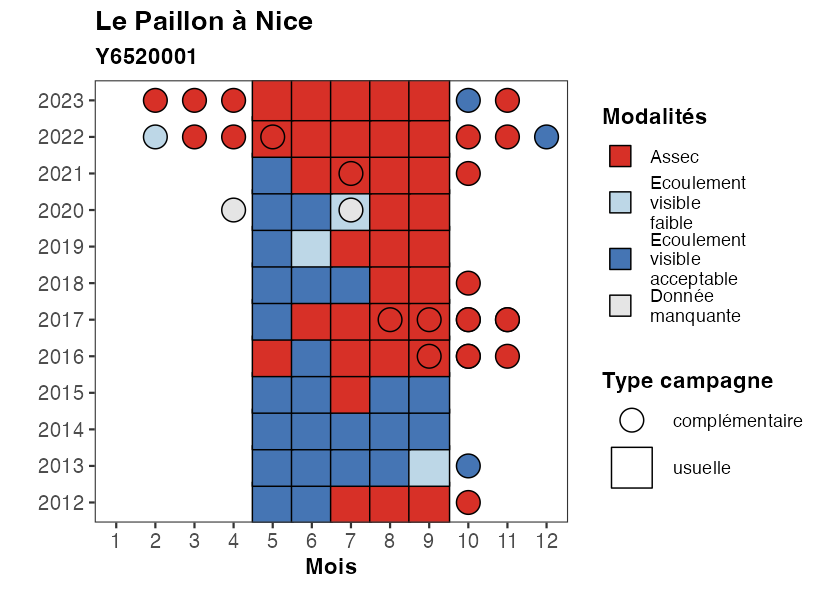 Le Paillon à Nice
Y6520001
2023
2022
2021
2020
2019
2018
2017
2016
2015
2014
2013
2012
1 2 3 4 5 6 7 8 9 10 11 12
Mois
Modalités
Assec
Ecoulement
visible
faible
Ecoulement
visible
acceptable
Donnée
manquante
Type campagne
complémentaire
usuelle